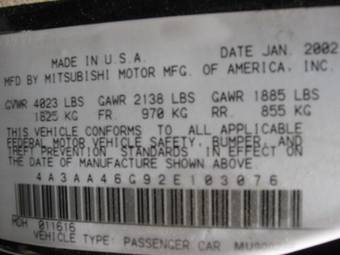 MADE IN U.S.A. DATE JAN. 2002
MFD BY MITSUBISHI MOTOR MFG. OF AMERICA, INC.
GVWR 4023 LBS GAWR 2138 LBS GAWR 1885 LBS
1825 KG FR. 970 KG RR. 855 KG
THIS VEHICLE CONFORMS TO ALL APPLICABLE
FEDERAL MOTOR VEHICLE SAFETY, BUMPER, AND
THEFT PREVENTION STANDARDS IN EFFECT ON
THE DATE OF MANUFACTURE SHOWN ABOVE.
4A3AA46G92E103076
MDH 011616
VEHICLE TYPE: PASSENGER CAR